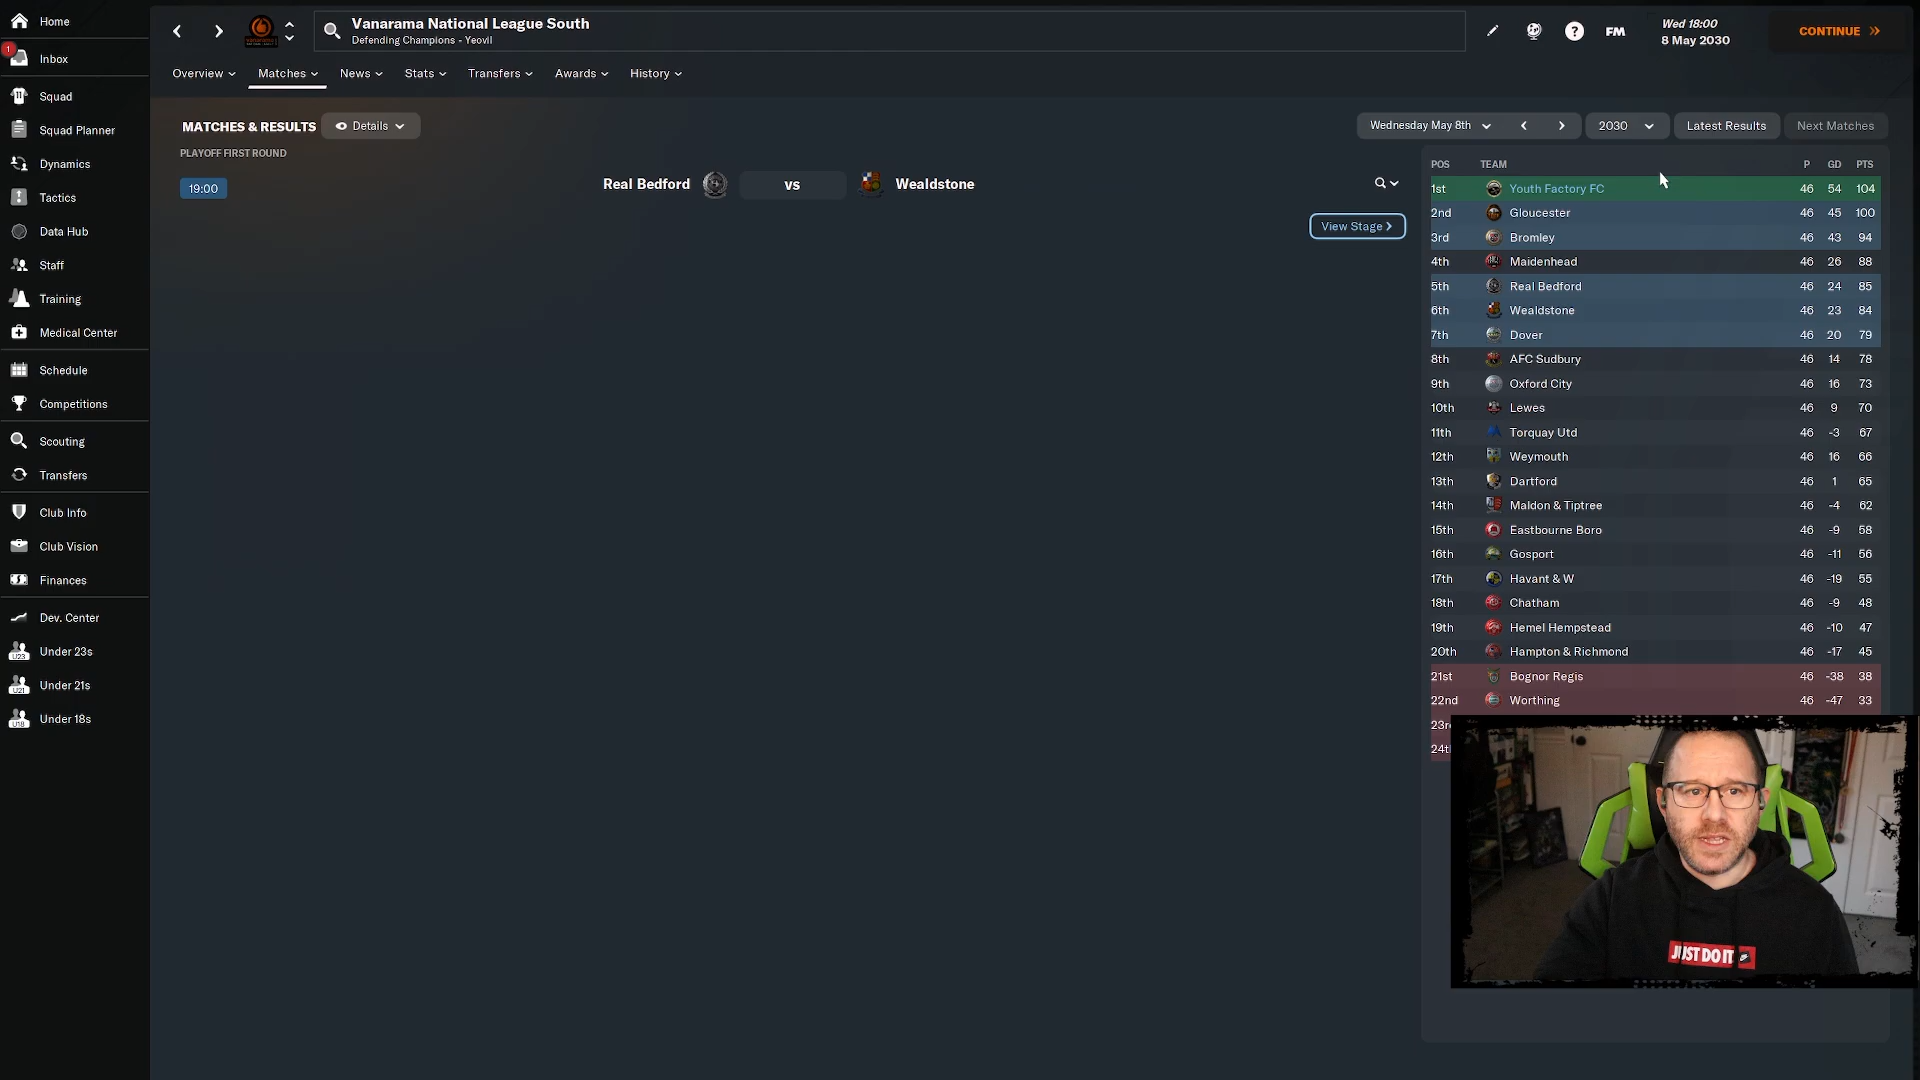 Home
1
Inbox
Squad
Squad Planner
Dynamics
Tactics
Data Hub
Staff
Training
Medical Center
Schedule
Competitions
Scouting
Transfers
Club Info
Club Vision
Finances
Dev. Center
U23 Under 23s
U21 Under 21s
U18 Under 18s
Vanarama National League South
Defending Champions - Yeovil
FM
Wed 18:00
8 May 2030
CONTINUE
Overview Matches News Stats Transfers Awards History
MATCHES & RESULTS Details
PLAYOFF FIRST ROUND
19:00 Real Bedford vs Wealdstone
View Stage
Wednesday May 8th 2030 Latest Results Next Matches
POS TEAM P GD PTS
1st Youth Factory FC 46 54 104
2nd Gloucester 46 45 100
3rd Bromley 46 43 94
4th Maidenhead 46 26 88
5th Real Bedford 46 24 85
6th Wealdstone 46 23 84
7th Dover 46 20 79
8th AFC Sudbury 46 14 78
9th Oxford City 46 16 73
10th Lewes 46 9 70
11th Torquay Utd 46 -3 67
12th Weymouth 46 16 66
13th Dartford 46 1 65
14th Maldon & Tiptree 46 -4 62
15th Eastbourne Boro 46 -9 58
16th Gosport 46 -11 56
17th Havant & W 46 -19 55
18th Chatham 46 -9 48
19th Hemel Hempstead 46 -10 47
20th Hampton & Richmond 46 -17 45
21st Bognor Regis 46 -38 38
22nd Worthing 46 -47 33
JUST DO IT